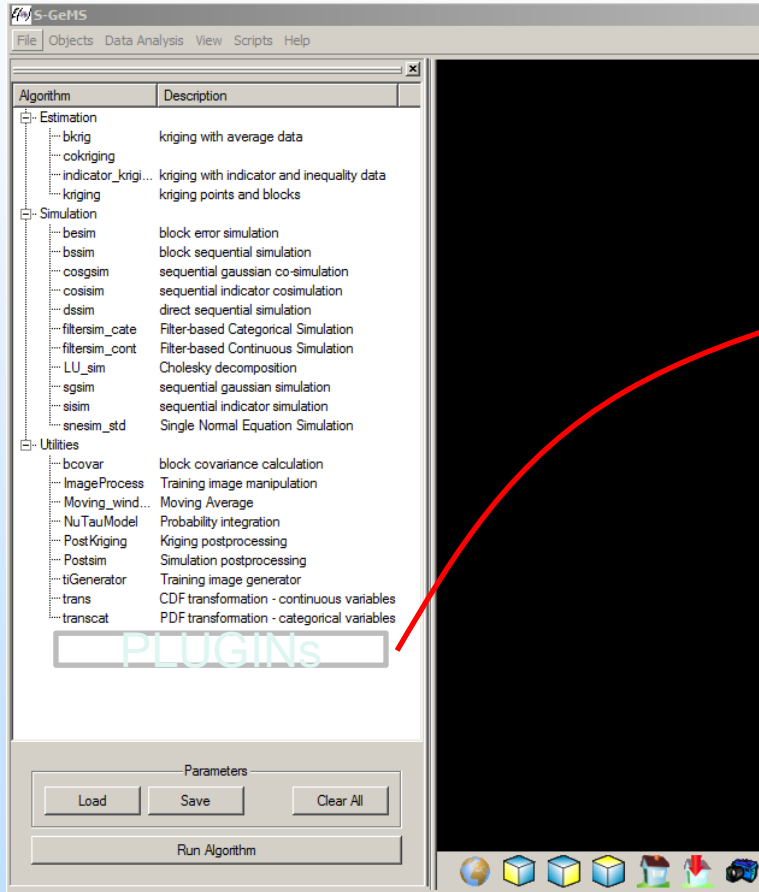 S-GeMS
File Objects Data Analysis View Scripts Help
Algorithm Description
Estimation
bkrig kriging with average data
cokriging
indicator_krigi... kriging with indicator and inequality data
kriging kriging points and blocks
Simulation
besim block error simulation
bssim block sequential simulation
cosgsim sequential gaussian co-simulation
cosisim sequential indicator cosimulation
dssim direct sequential simulation
filtersim_cate Filter-based Categorical Simulation
filtersim_cont Filter-based Continuous Simulation
LU_sim Cholesky decomposition
sgsim sequential gaussian simulation
sisim sequential indicator simulation
snesim_std Single Normal Equation Simulation
Utilities
bcovar block covariance calculation
ImageProcess Training image manipulation
Moving_wind... Moving Average
NuTauModel Probability integration
PostKriging Kriging postprocessing
Postsim Simulation postprocessing
tiGenerator Training image generator
trans CDF transformation - continuous variables
transcat PDF transformation - categorical variables
PLUGINs
Parameters
Load Save Clear All
Run Algorithm